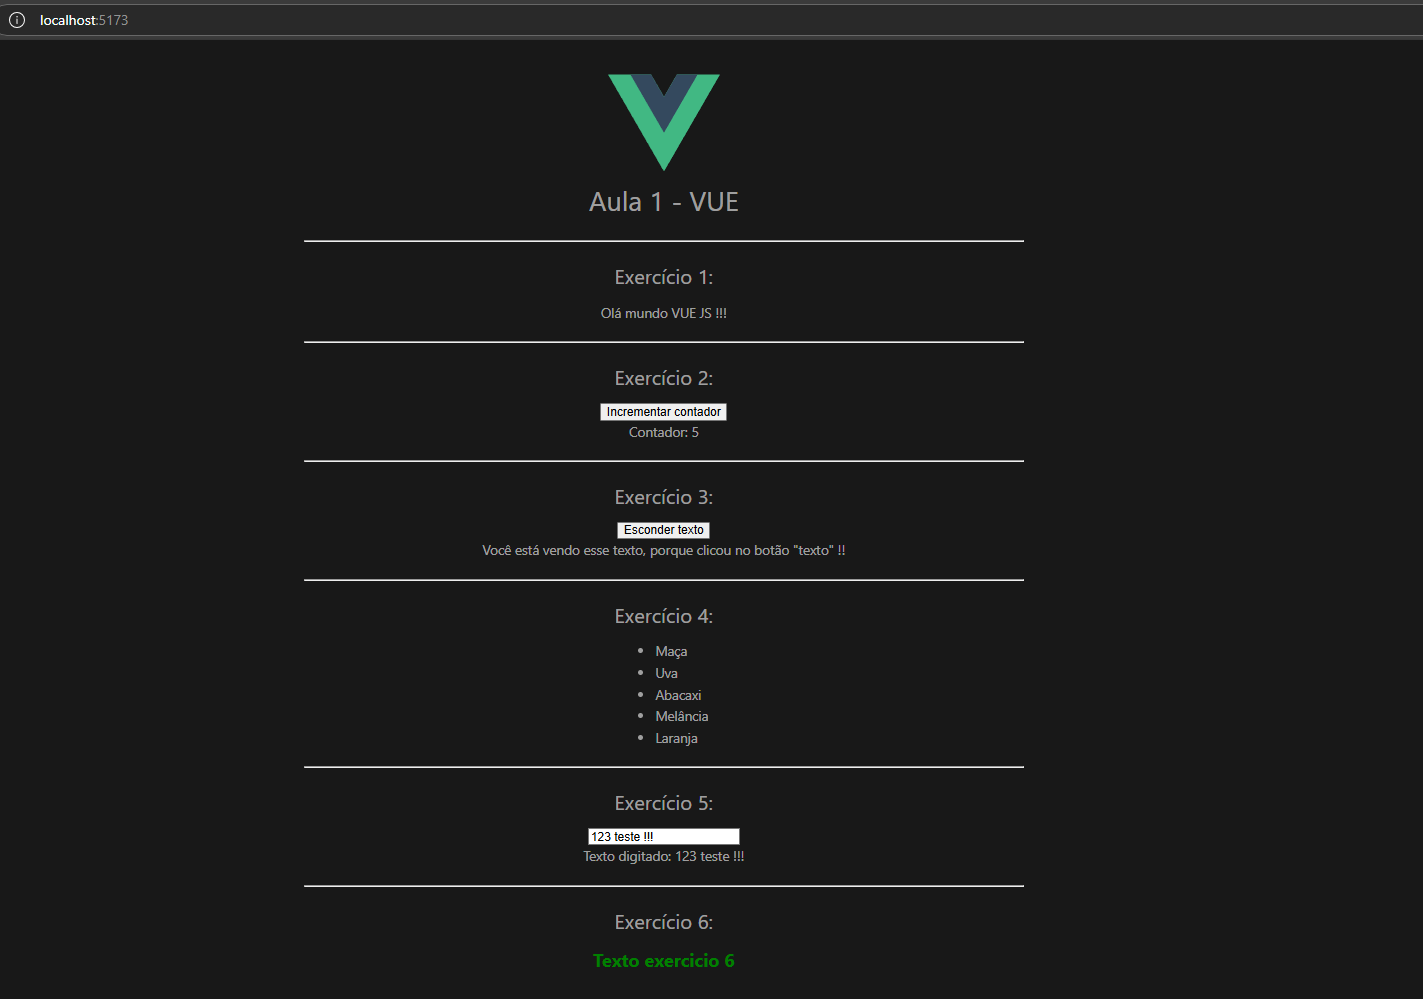 localhost:5173
Aula 1 - VUE
Exercício 1:
Olá mundo VUE JS !!!
Exercício 2:
Incrementar contador
Contador: 5
Exercício 3:
Esconder texto
Você está vendo esse texto, porque clicou no botão "texto" !!
Exercício 4:
Maça
Uva
Abacaxi
Melância
Laranja
Exercício 5:
123 teste !!!
Texto digitado: 123 teste !!!
Exercício 6:
Texto exercicio 6